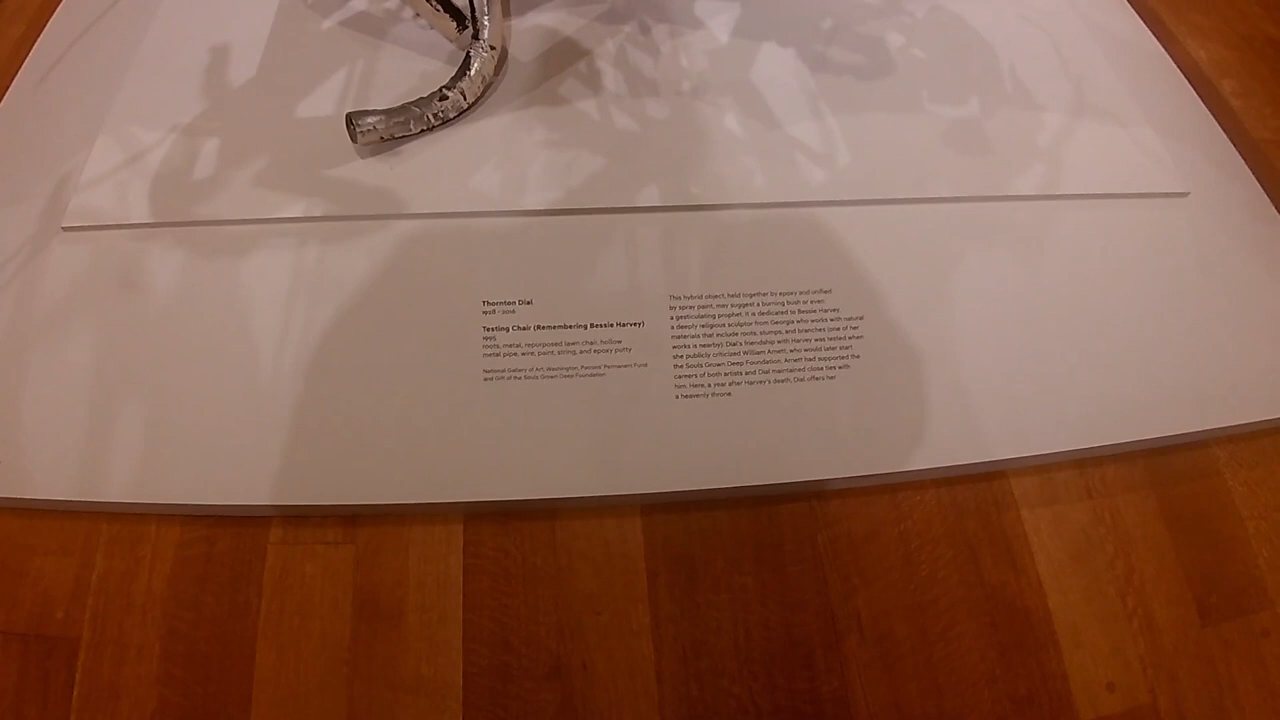 Thornton Dial
1928 - 2016
Testing Chair (Remembering Bessie Harvey)
1995
roots, metal, repurposed lawn chair, hollow
metal pipe, wire, paint, string, and epoxy putty
National Gallery of Art, Washington, Patrons' Permanent Fund
and Gift of the Souls Grown Deep Foundation
This hybrid object, held together by epoxy and unified
by spray paint, may suggest a burning bush or even
a gesticulating prophet. It is dedicated to Bessie Harvey,
a deeply religious sculptor from Georgia who works with natural
materials that include roots, stumps, and branches (one of her
works is nearby). Dial's friendship with Harvey was tested when
she publicly criticized William Arnett, who would later start
the Souls Grown Deep Foundation. Arnett had supported the
careers of both artists and Dial maintained close ties with
him. Here, a year after Harvey's death, Dial offers her
a heavenly throne.